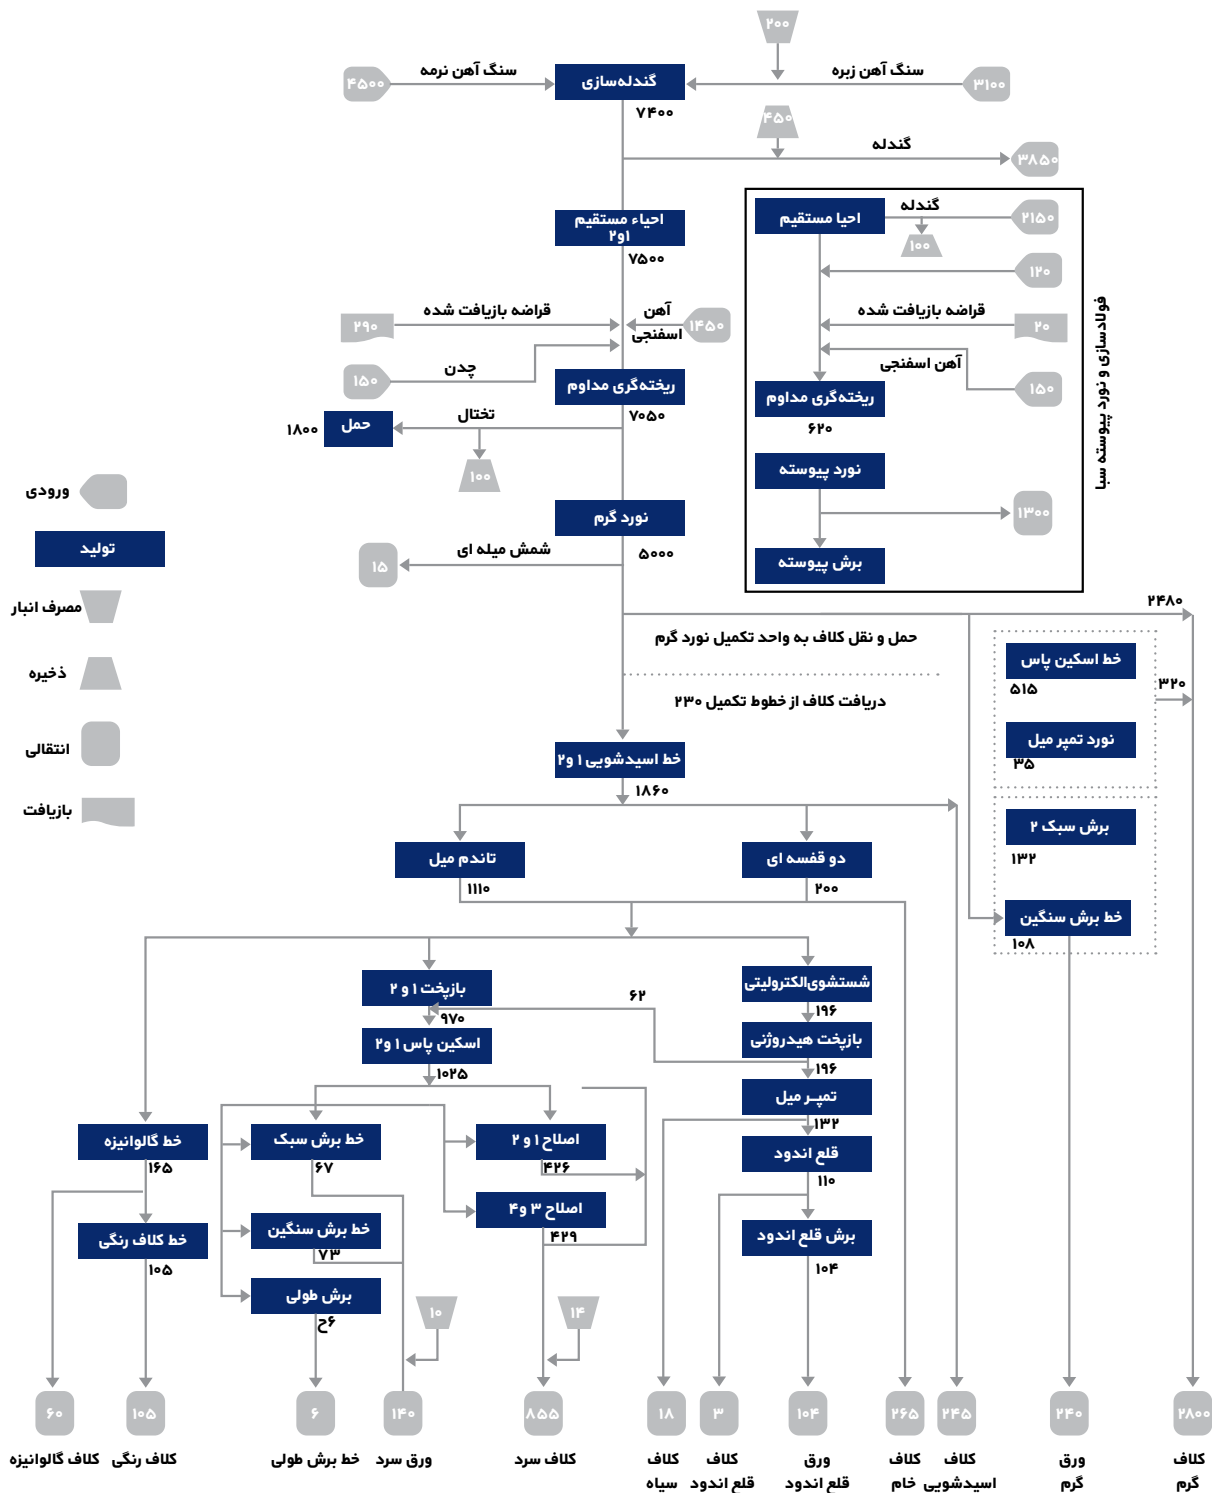 ۲۰۰
سنگ آهن زبره
۳۱۰۰
سنگ آهن نرمه
۴۵۰۰
گندله‌سازی
۷۴۰۰
۴۵۰
گندله
۳۸۵۰
احیاء مستقیم
۱و۲
۷۵۰۰
احیا مستقیم
گندله
۲۱۵۰
۱۰۰
۱۲۰
قراضه بازیافت شده
۲۰
آهن اسفنجی
۱۵۰
ریخته‌گری مداوم
۶۲۰
نورد پیوسته
۱۳۰۰
برش پیوسته
فولادسازی و نورد پیوسته سبا
قراضه بازیافت شده
۲۹۰
آهن
اسفنجی
۱۴۵۰
چدن
۱۵۰
ریخته‌گری مداوم
۷۰۵۰
تختال
حمل
۱۸۰۰
۱۰۰
نورد گرم
۵۰۰۰
شمش میله ای
۱۵
ورودی
تولید
مصرف انبار
ذخیره
انتقالی
بازیافت
۲۴۸۰
حمل و نقل کلاف به واحد تکمیل نورد گرم
دریافت کلاف از خطوط تکمیل ۲۳۰
خط اسکین پاس
۵۱۵
۳۲۰
نورد تمپر میل
۳۵
برش سبک ۲
۱۳۲
خط برش سنگین
۱۰۸
خط اسیدشویی ۱ و۲
۱۸۶۰
دو قفسه ای
۲۰۰
تاندم میل
۱۱۱۰
شستشوی‌الکترولیتی
۱۹۶
بازپخت هیدروژنی
۱۹۶
۶۲
تمپـر میل
۱۳۲
قلع اندود
۱۱۰
برش قلع اندود
۱۰۴
بازپخت ۱ و ۲
۹۷۰
اسکین پاس ۱ و۲
۱۰۲۵
اصلاح ۱ و ۲
۴۲۶
اصلاح ۳ و۴
۴۲۹
خط برش سبک
۶۷
خط برش سنگین
۷۳
برش طولی
۶ح
خط گالوانیزه
۱۶۵
خط کلاف رنگی
۱۰۵
۱۴
۱۰
۲۸۰۰
۲۴۰
۲۴۵
۲۶۵
۱۰۴
۳
۱۸
۸۵۵
۱۴۰
۶
۱۰۵
۶۰
کلاف
گرم
ورق
گرم
کلاف
اسیدشویی
کلاف
خام
ورق
قلع اندود
کلاف
قلع اندود
کلاف
سیاه
کلاف سرد
ورق سرد
خط برش طولی
کلاف رنگی
کلاف گالوانیزه